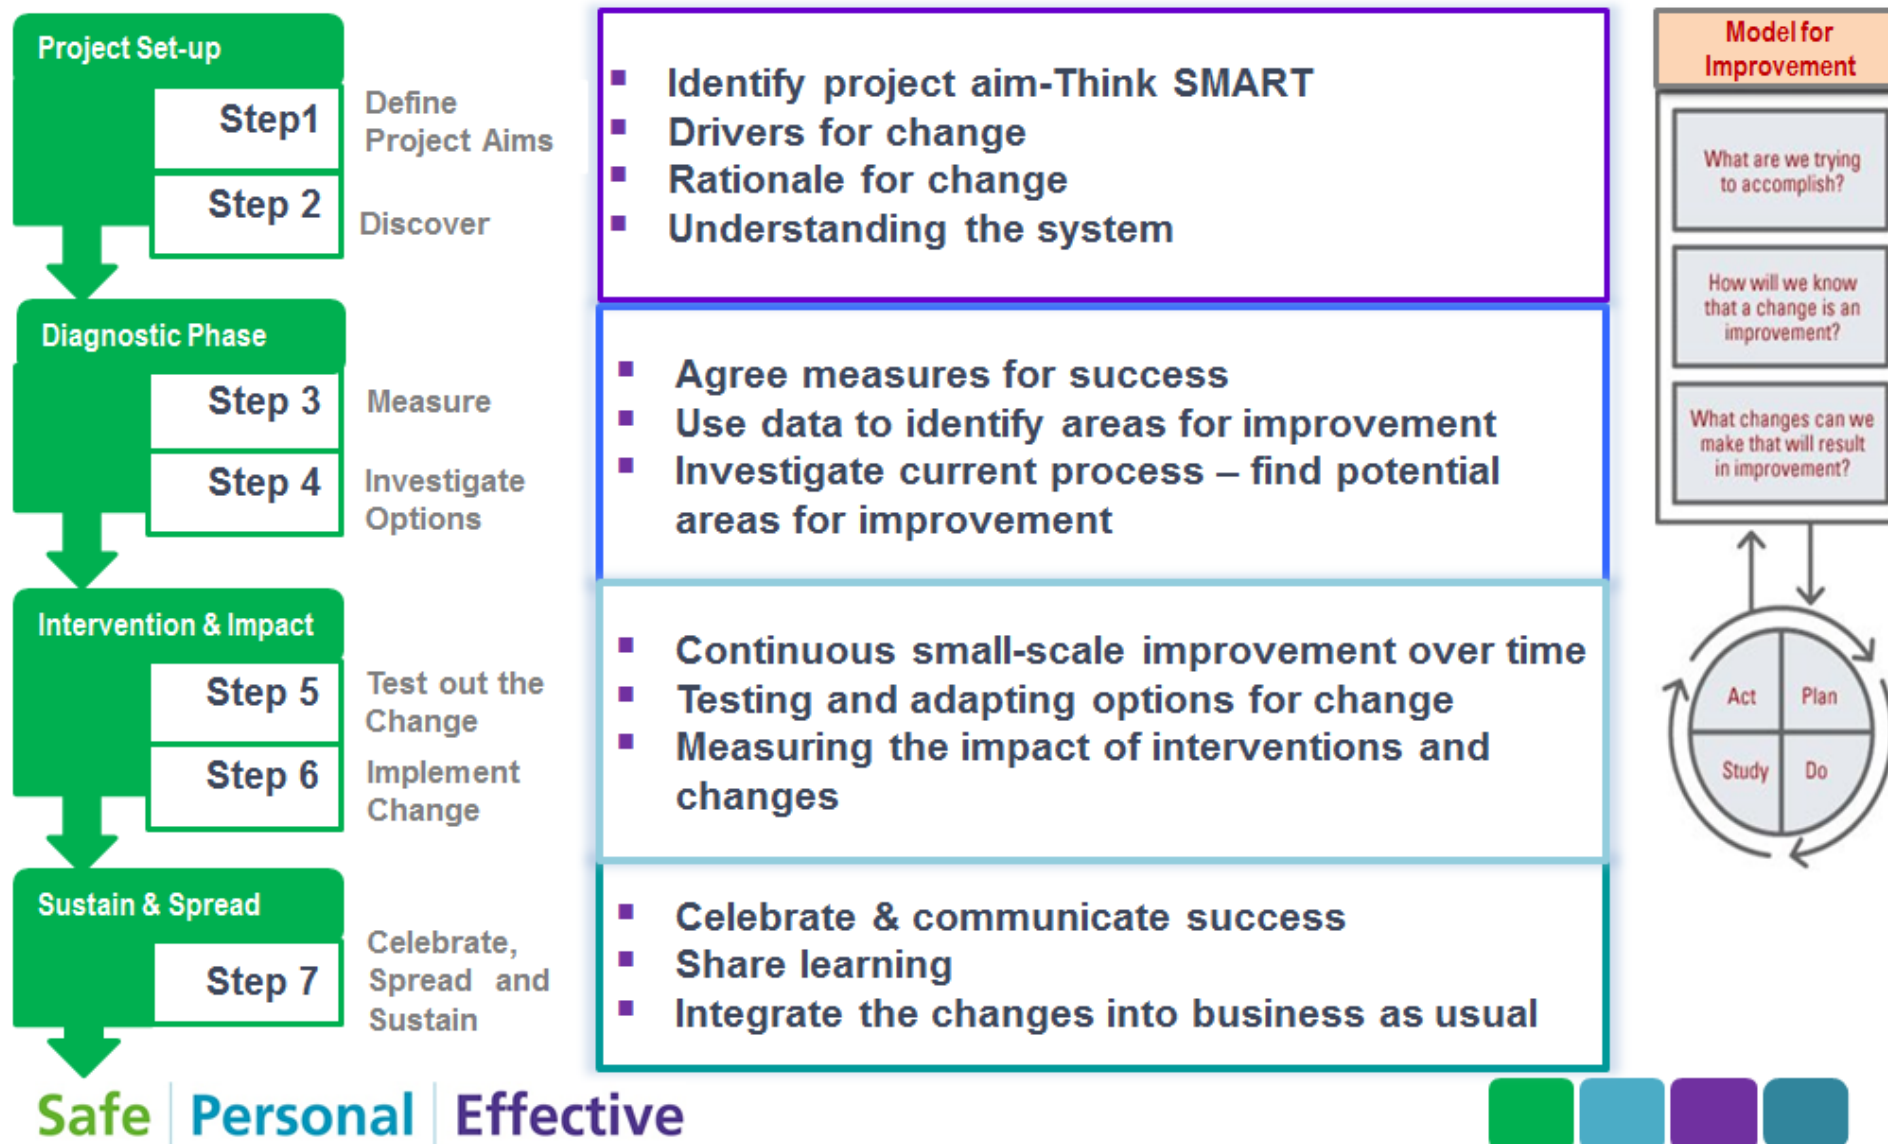 Project Set-up
Step1
Define
Project Aims
Step 2
Discover
▪ Identify project aim-Think SMART
▪ Drivers for change
▪ Rationale for change
▪ Understanding the system
Diagnostic Phase
Step 3
Measure
Step 4
Investigate
Options
▪ Agree measures for success
▪ Use data to identify areas for improvement
▪ Investigate current process – find potential
areas for improvement
Intervention & Impact
Step 5
Test out the
Change
Step 6
Implement
Change
▪ Continuous small-scale improvement over time
▪ Testing and adapting options for change
▪ Measuring the impact of interventions and
changes
Sustain & Spread
Step 7
Celebrate,
Spread and
Sustain
▪ Celebrate & communicate success
▪ Share learning
▪ Integrate the changes into business as usual
Model for
Improvement
What are we trying
to accomplish?
How will we know
that a change is an
improvement?
What changes can we
make that will result
in improvement?
Act Plan
Study Do
Safe | Personal | Effective